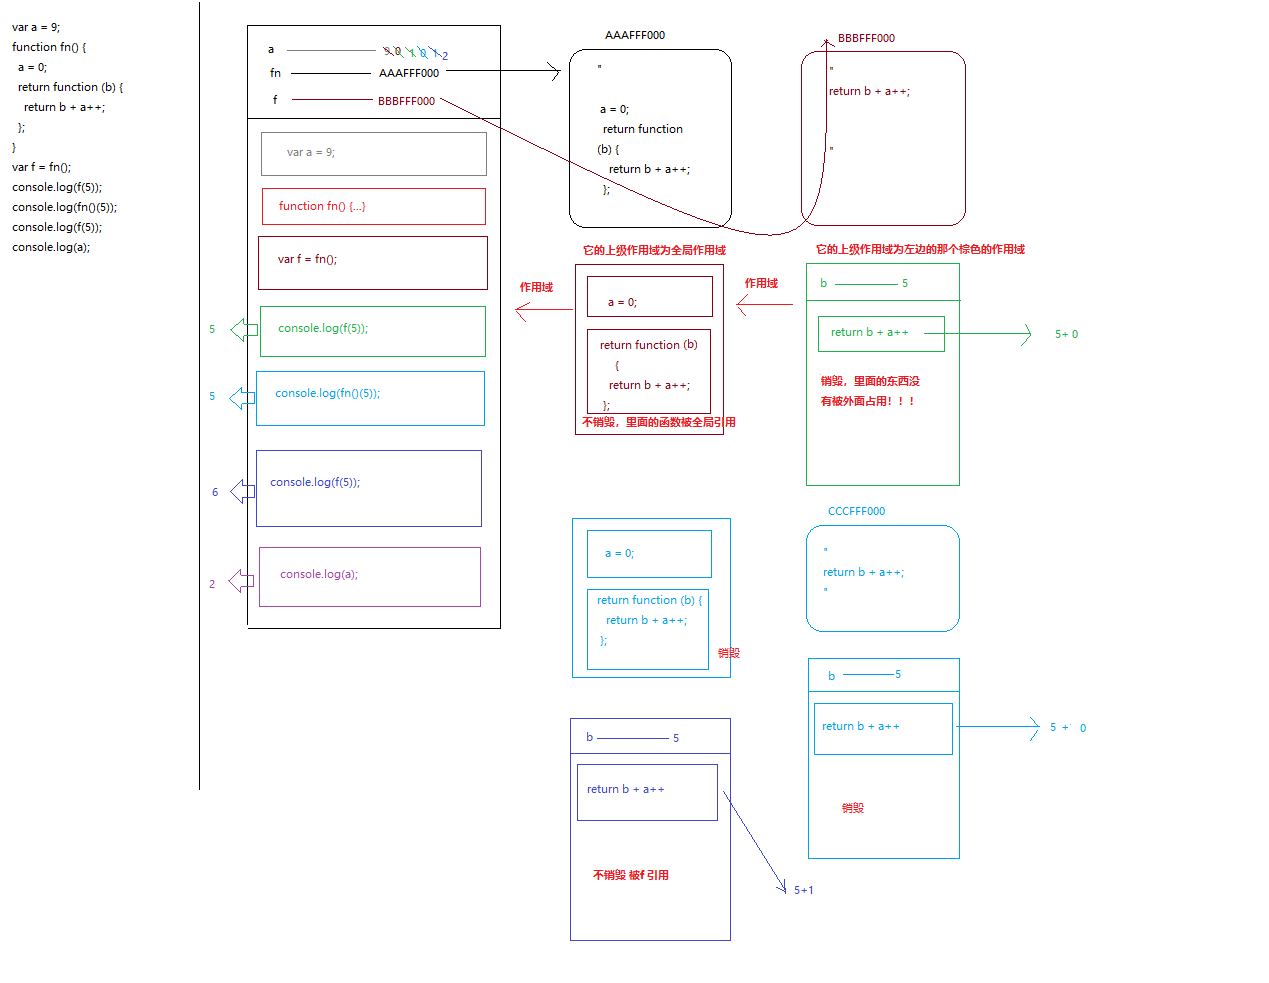 var a = 9;
function fn() {
a = 0;
return function (b) {
return b + a++;
};
}
var f = fn();
console.log(f(5));
console.log(fn()(5));
console.log(f(5));
console.log(a);
a 9 0 1 0 1 2
fn AAAFFF000
f BBBFFF000
var a = 9;
function fn() {...}
var f = fn();
5 console.log(f(5));
5 console.log(fn()(5));
6 console.log(f(5));
2 console.log(a);
AAAFFF000
"
a = 0;
return function
(b) {
return b + a++;
};
BBBFFF000
"
return b + a++;
"
它的上级作用域为全局作用域
作用域
a = 0;
return function (b)
{
return b + a++;
};
不销毁，里面的函数被全局引用
作用域
它的上级作用域为左边的那个棕色的作用域
b 5
return b + a++
5+ 0
销毁，里面的东西没
有被外面占用！！！
a = 0;
return function (b) {
return b + a++;
};
销毁
CCCFFF000
"
return b + a++;
"
b 5
return b + a++
5 + 0
销毁
b 5
return b + a++
不销毁 被f 引用
5+1